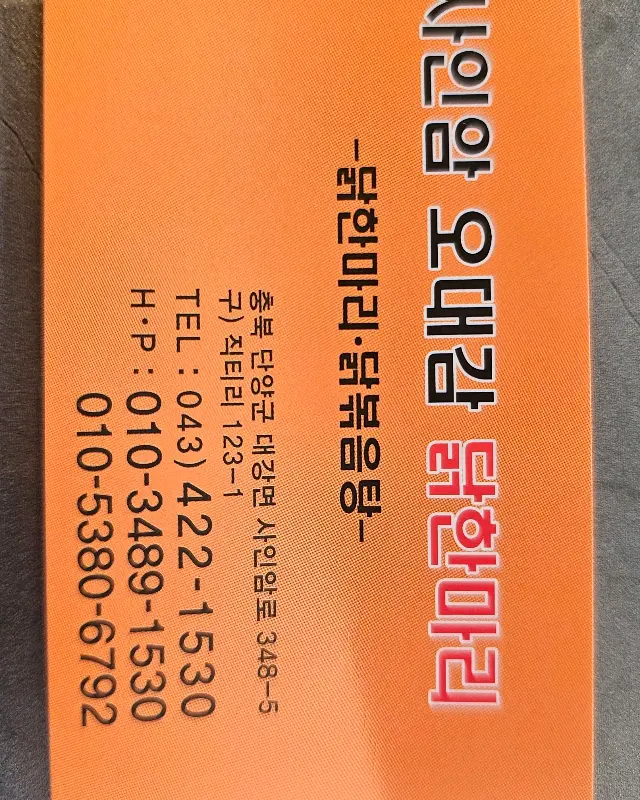 사인암 오대감 닭한마리
-닭한마리·닭볶음탕-
충북 단양군 대강면 사인암로 348-5
구) 직티리 123-1
TEL : 043) 422-1530
H·P : 010-3489-1530
010-5380-6792